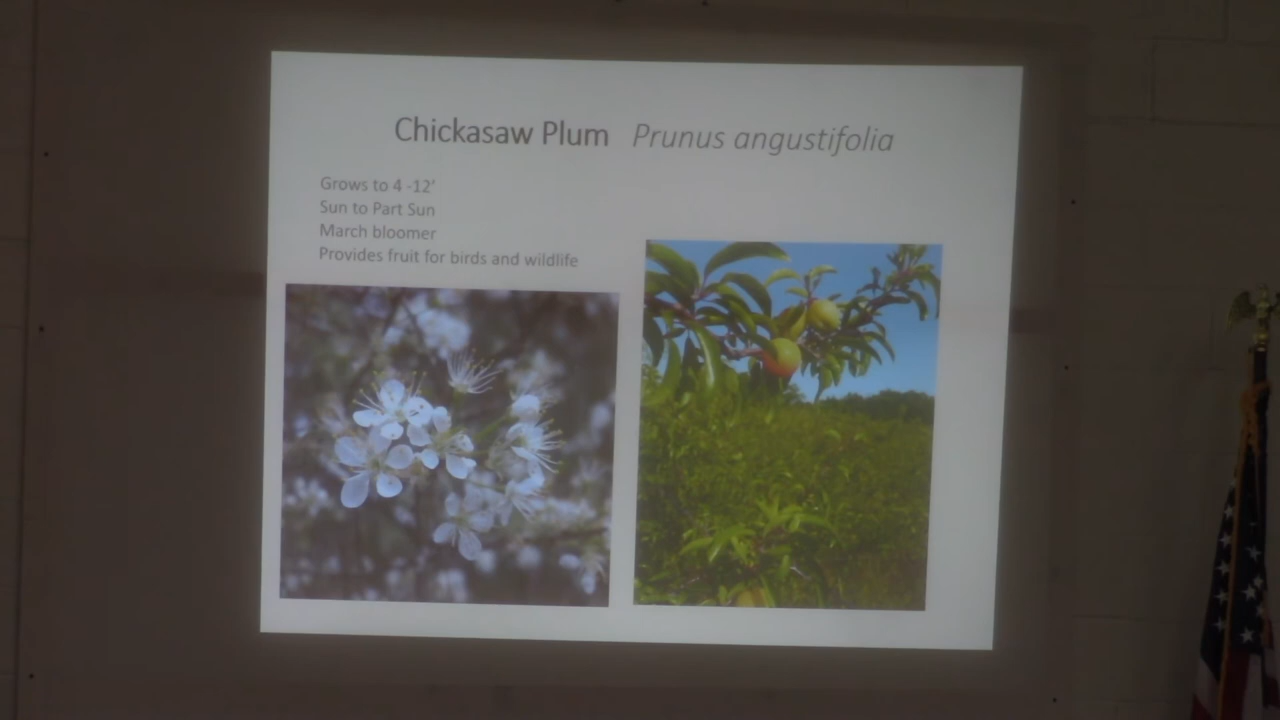 Chickasaw Plum Prunus angustifolia
Grows to 4 -12'
Sun to Part Sun
March bloomer
Provides fruit for birds and wildlife